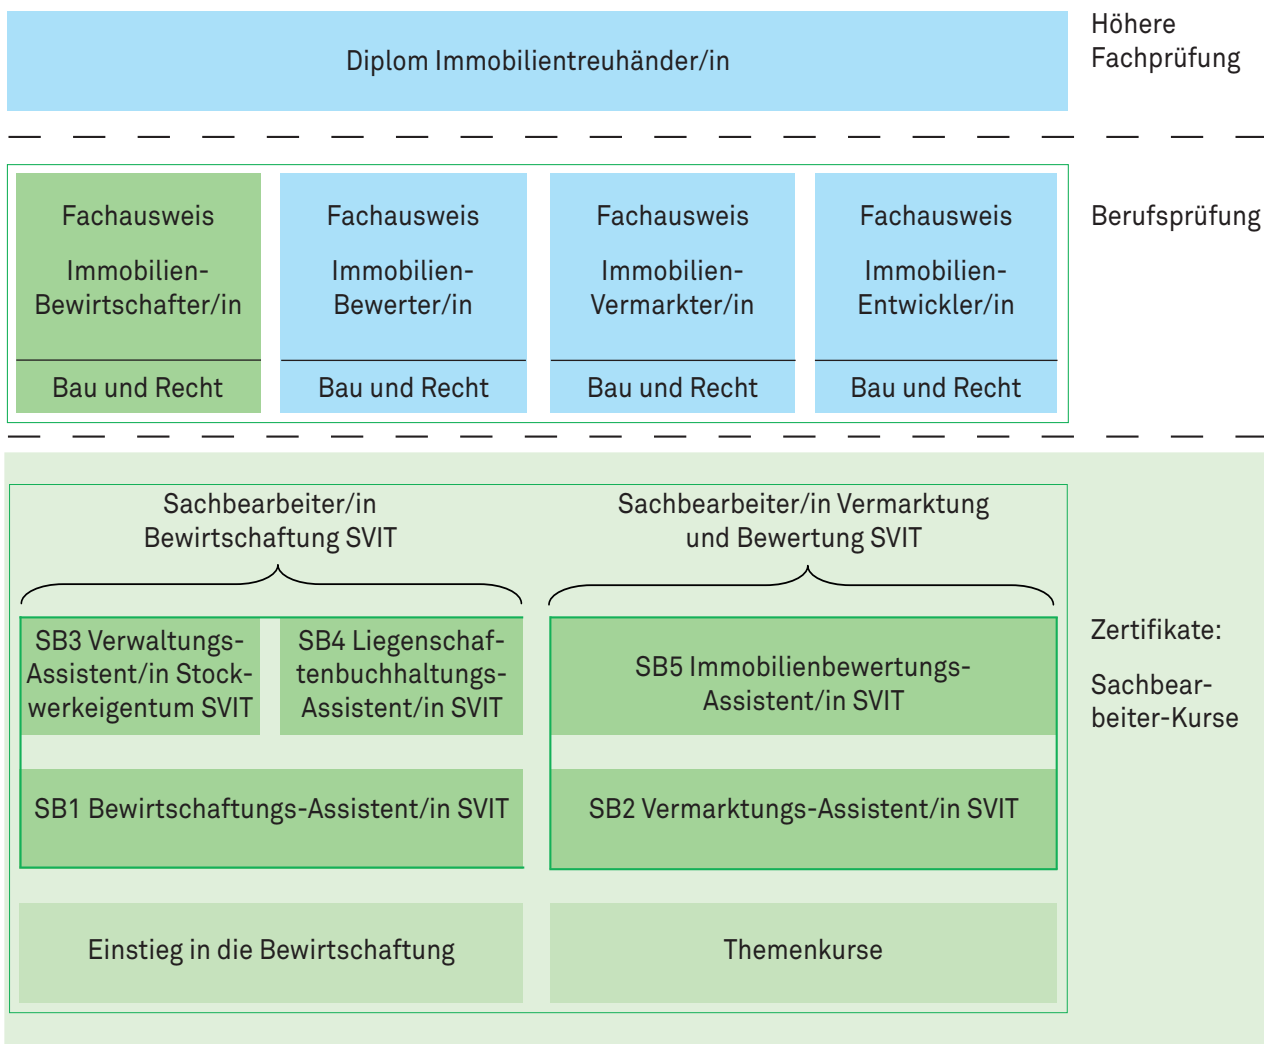 Diplom Immobilientreuhänder/in
Höhere
Fachprüfung
Fachausweis
Immobilien-
Bewirtschafter/in
Bau und Recht
Fachausweis
Immobilien-
Bewerter/in
Bau und Recht
Fachausweis
Immobilien-
Vermarkter/in
Bau und Recht
Fachausweis
Immobilien-
Entwickler/in
Bau und Recht
Berufsprüfung
Sachbearbeiter/in
Bewirtschaftung SVIT
Sachbearbeiter/in Vermarktung
und Bewertung SVIT
SB3 Verwaltungs-
Assistent/in Stock-
werkeigentum SVIT
SB4 Liegenschaf-
tenbuchhaltungs-
Assistent/in SVIT
SB5 Immobilienbewertungs-
Assistent/in SVIT
Zertifikate:
Sachbear-
beiter-Kurse
SB1 Bewirtschaftungs-Assistent/in SVIT
SB2 Vermarktungs-Assistent/in SVIT
Einstieg in die Bewirtschaftung
Themenkurse